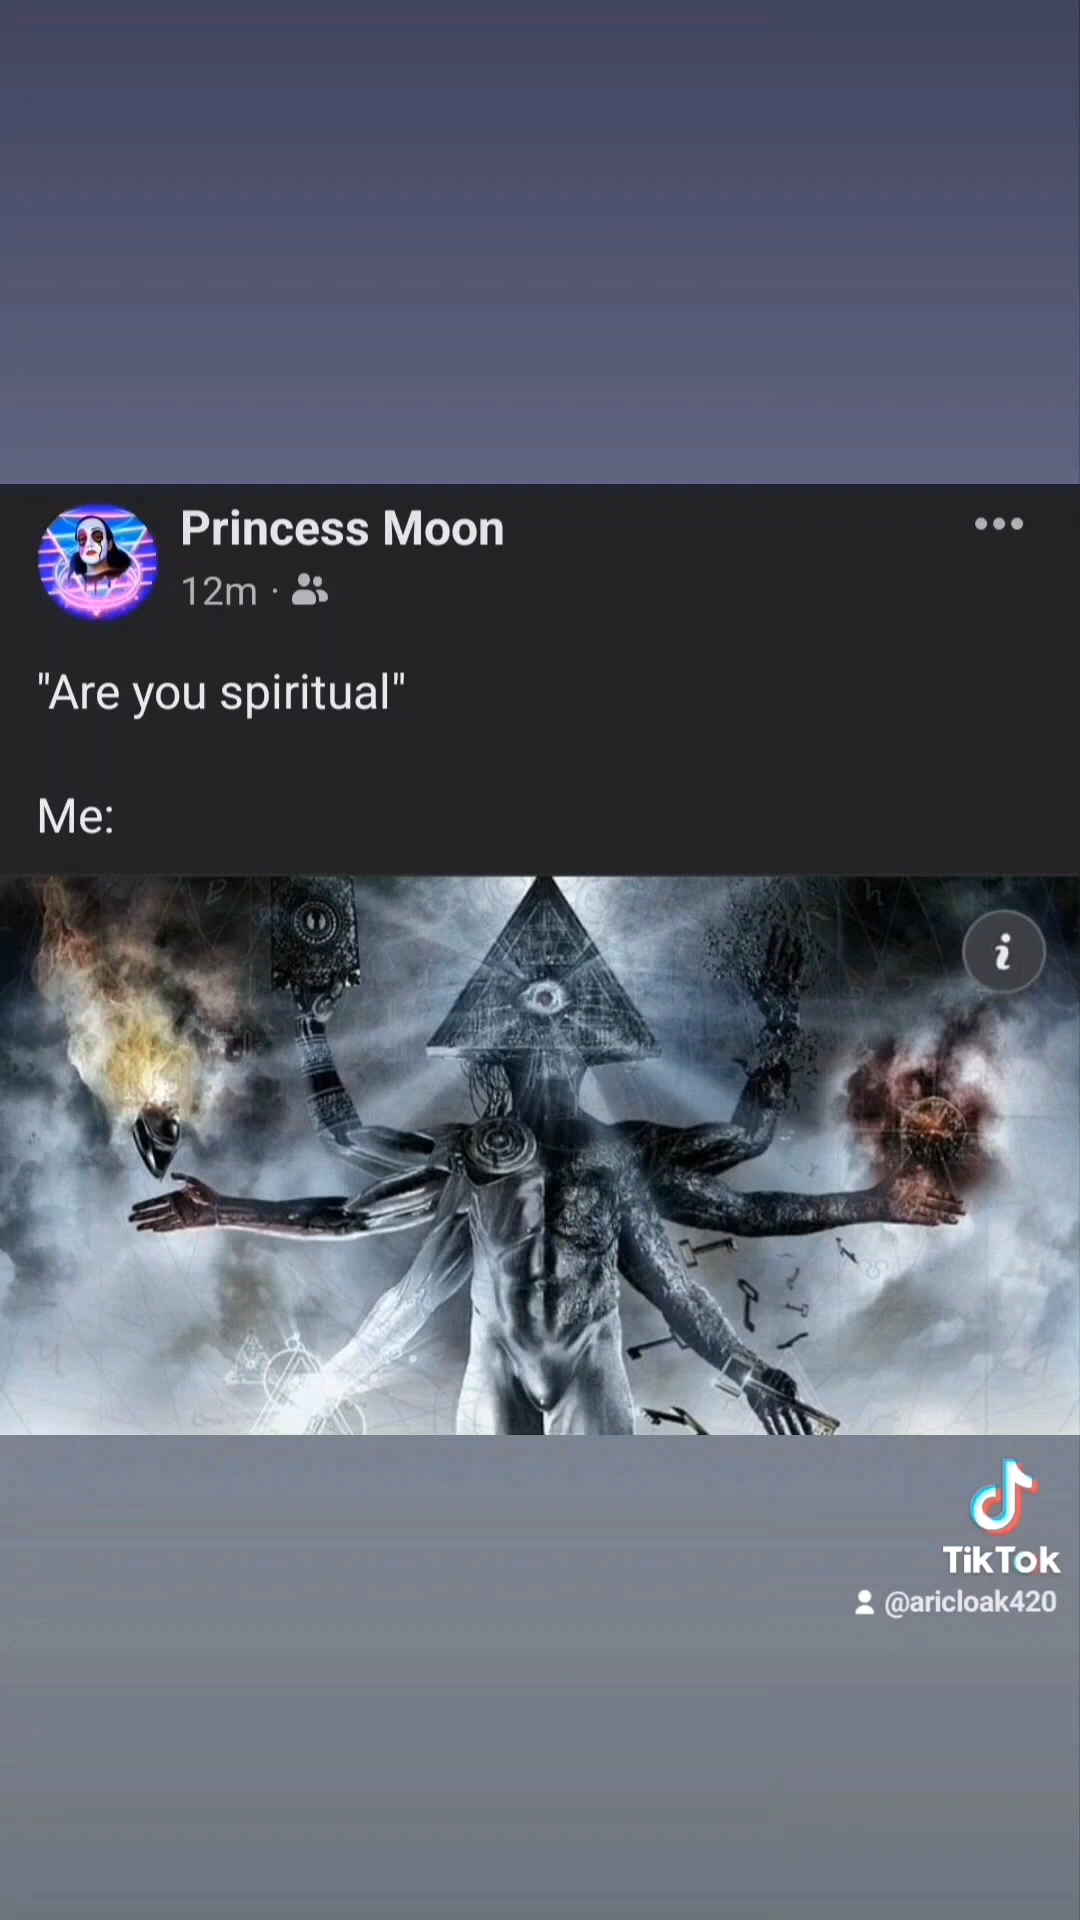 Princess Moon
12m ·
"Are you spiritual"
Me:
i
TikTok
@aricloak420